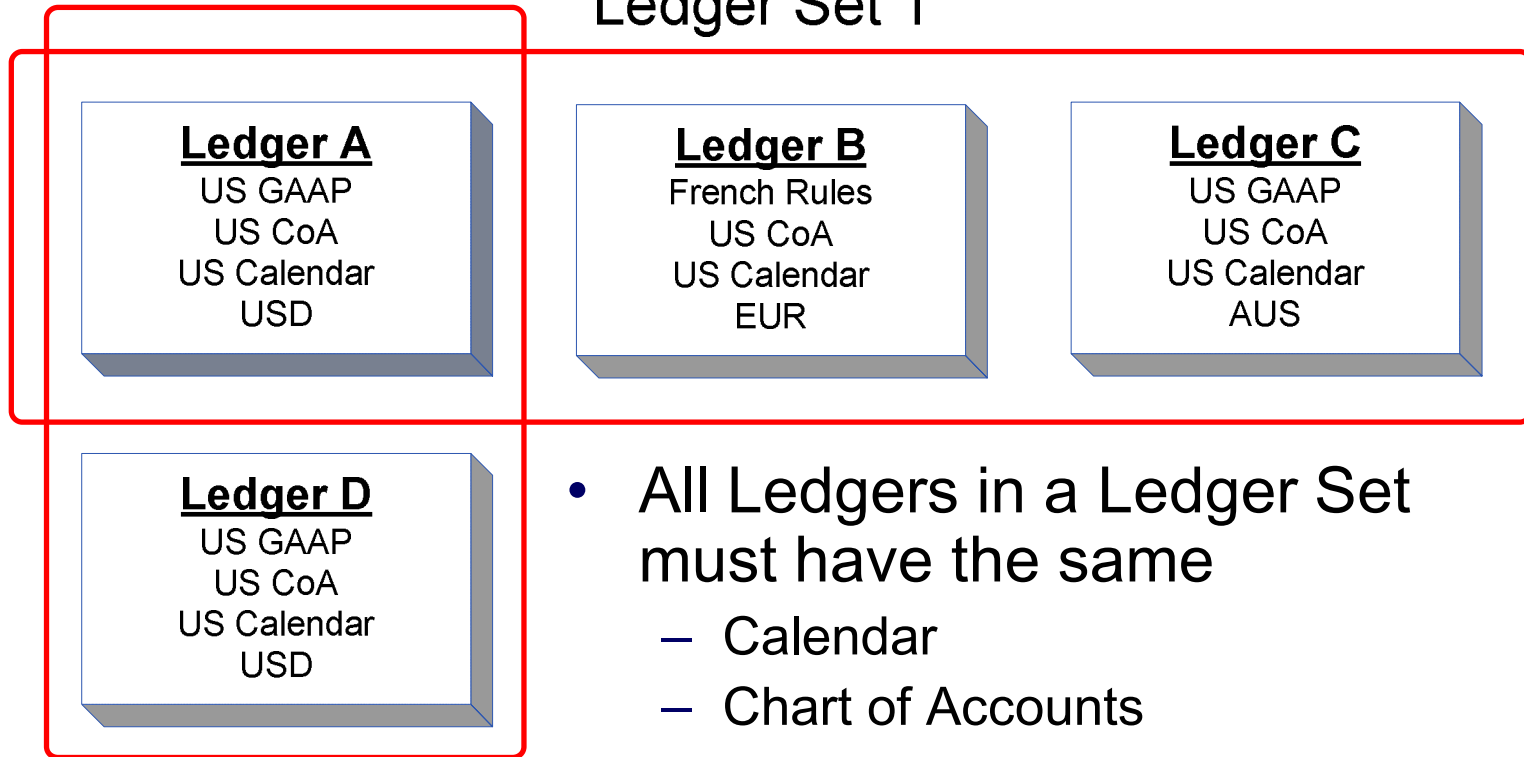 Ledger Set 1
Ledger A
US GAAP
US CoA
US Calendar
USD
Ledger B
French Rules
US CoA
US Calendar
EUR
Ledger C
US GAAP
US CoA
US Calendar
AUS
Ledger D
US GAAP
US CoA
US Calendar
USD
• All Ledgers in a Ledger Set
must have the same
– Calendar
– Chart of Accounts